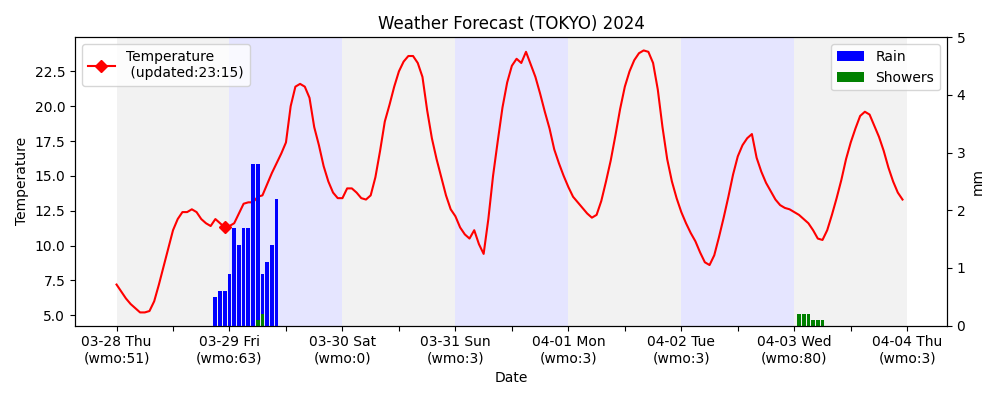 Weather Forecast (TOKYO) 2024
Temperature
(updated:23:15)
Rain
Showers
Temperature
22.5
20.0
17.5
15.0
12.5
10.0
7.5
5.0
5
4
3
2
1
0
mm
03-28 Thu 03-29 Fri 03-30 Sat 03-31 Sun 04-01 Mon 04-02 Tue 04-03 Wed 04-04 Thu
(wmo:51) (wmo:63) (wmo:0) (wmo:3) (wmo:3) (wmo:3) (wmo:80) (wmo:3)
Date